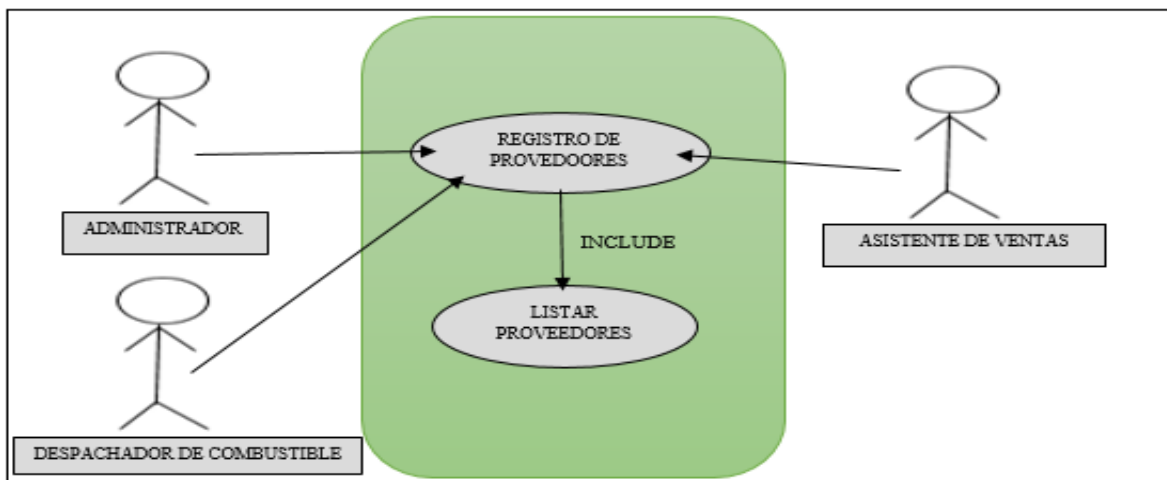 REGISTRO DE
PROVEDOORES
ADMINISTRADOR
INCLUDE
ASISTENTE DE VENTAS
LISTAR
PROVEEDORES
DESPACHADOR DE COMBUSTIBLE